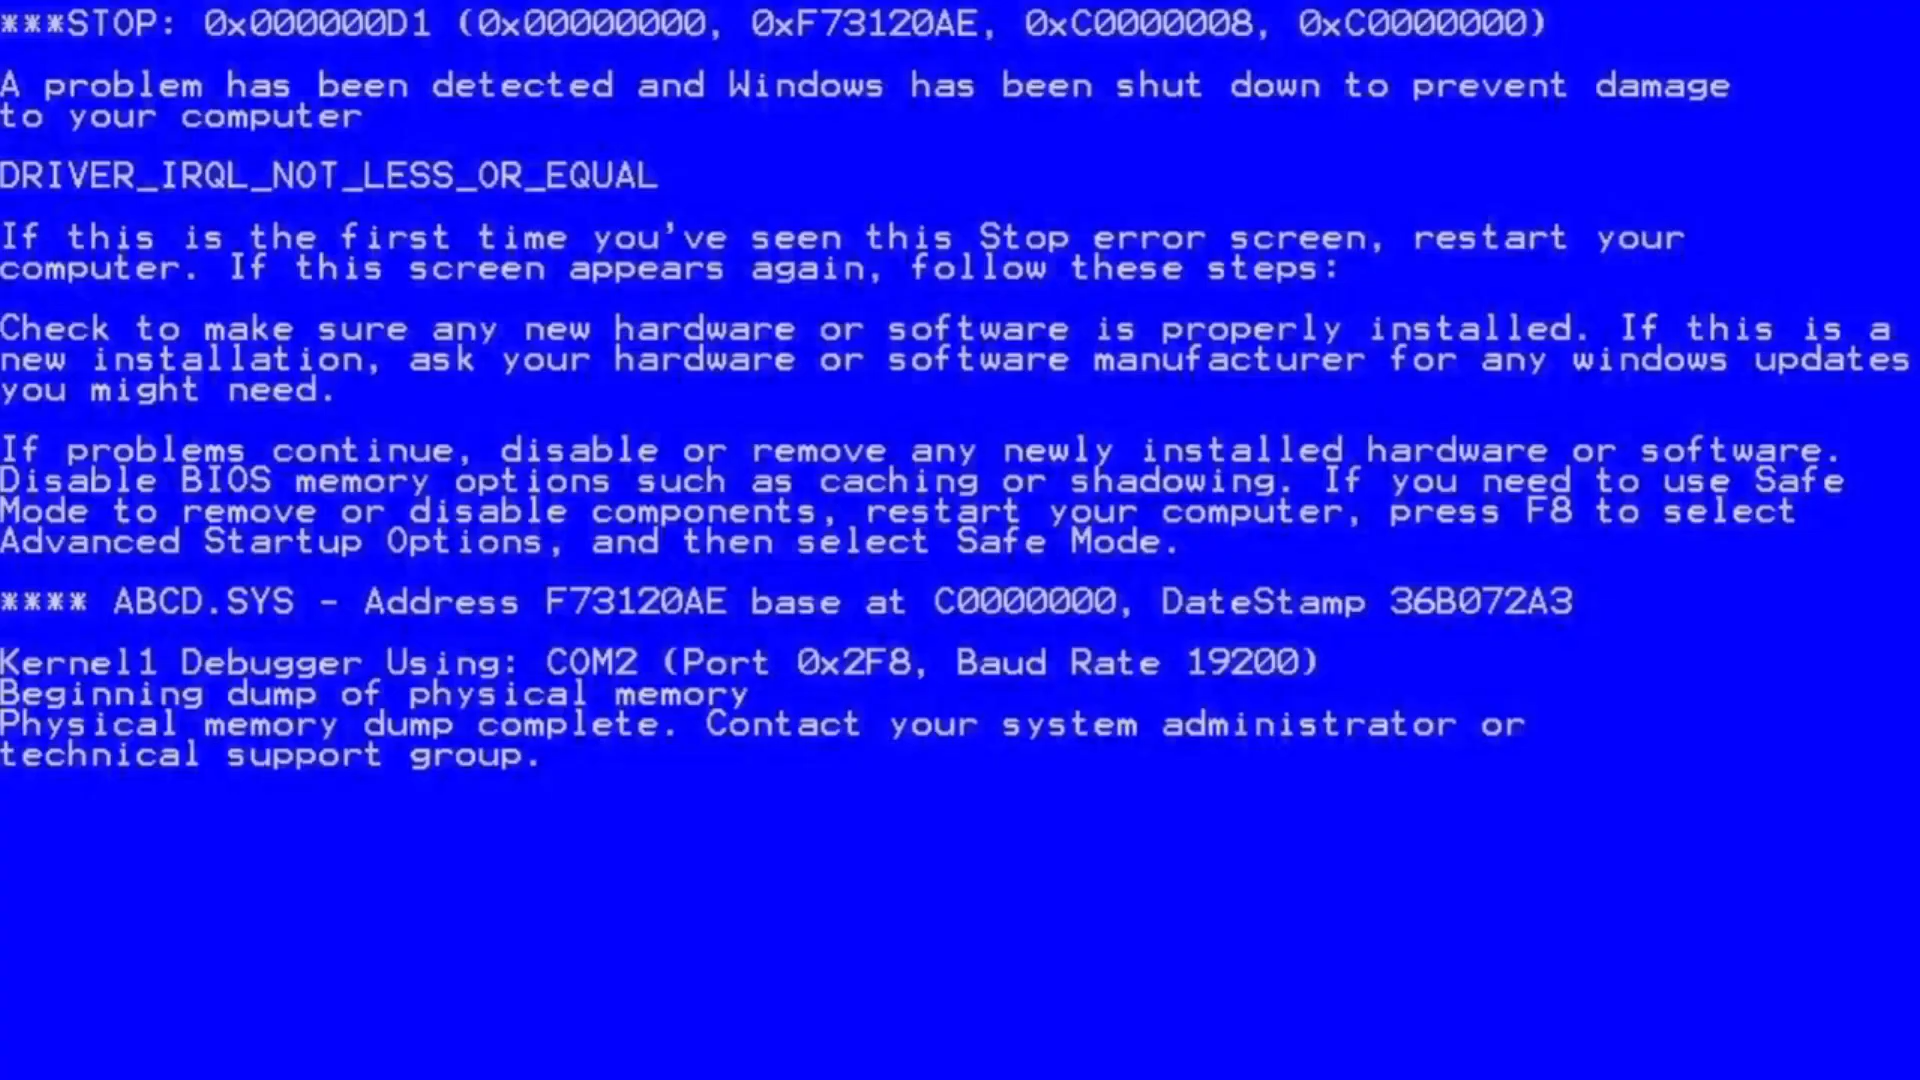 ***STOP: 0x000000D1 (0x00000000, 0xF73120AE, 0xC0000008, 0xC0000000)
A problem has been detected and Windows has been shut down to prevent damage
to your computer
DRIVER_IRQL_NOT_LESS_OR_EQUAL
If this is the first time you've seen this Stop error screen, restart your
computer. If this screen appears again, follow these steps:
Check to make sure any new hardware or software is properly installed. If this is a
new installation, ask your hardware or software manufacturer for any windows updates
you might need.
If problems continue, disable or remove any newly installed hardware or software.
Disable BIOS memory options such as caching or shadowing. If you need to use Safe
Mode to remove or disable components, restart your computer, press F8 to select
Advanced Startup Options, and then select Safe Mode.
**** ABCD.SYS - Address F73120AE base at C0000000, DateStamp 36B072A3
Kernel1 Debugger Using: COM2 (Port 0x2F8, Baud Rate 19200)
Beginning dump of physical memory
Physical memory dump complete. Contact your system administrator or
technical support group.